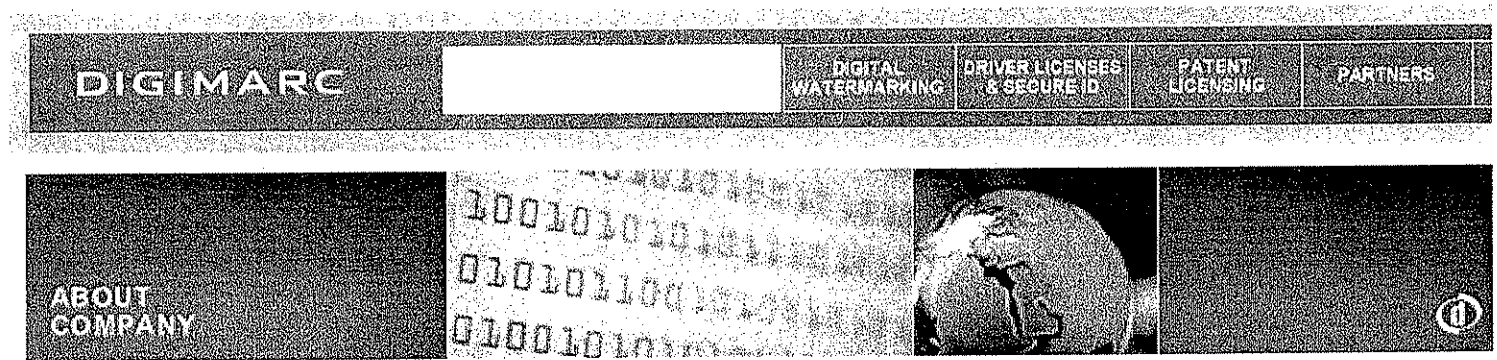 DIGIMARC
DIGITAL
WATERMARKING
DRIVER LICENSES
& SECURE ID
PATENT
LICENSING
PARTNERS
ABOUT
COMPANY
d